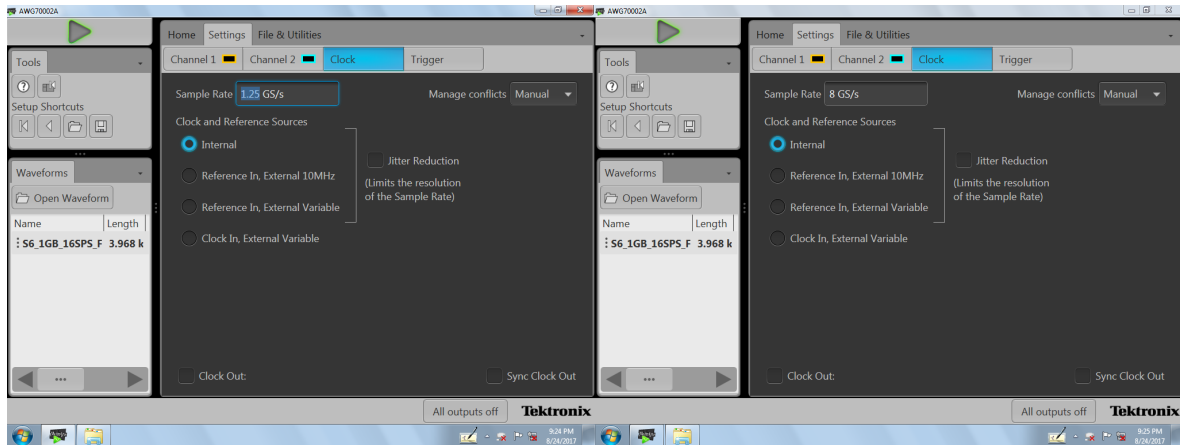 AWG70002A
Home Settings File & Utilities
Tools
Channel 1 Channel 2 Clock Trigger
Sample Rate 1.25 GS/s Manage conflicts Manual
Setup Shortcuts
Clock and Reference Sources
Internal
Jitter Reduction
Waveforms
Reference In, External 10MHz
(Limits the resolution
of the Sample Rate)
Open Waveform
Reference In, External Variable
Name Length
Clock In, External Variable
S6_1GB_16SPS_F 3.968 k
Clock Out: Sync Clock Out
All outputs off Tektronix
9:24 PM
8/24/2017
AWG70002A
Home Settings File & Utilities
Tools
Channel 1 Channel 2 Clock Trigger
Sample Rate 8 GS/s Manage conflicts Manual
Setup Shortcuts
Clock and Reference Sources
Internal
Jitter Reduction
Waveforms
Reference In, External 10MHz
(Limits the resolution
of the Sample Rate)
Open Waveform
Reference In, External Variable
Name Length
Clock In, External Variable
S6_1GB_16SPS_F 3.968 k
Clock Out: Sync Clock Out
All outputs off Tektronix
9:25 PM
8/24/2017